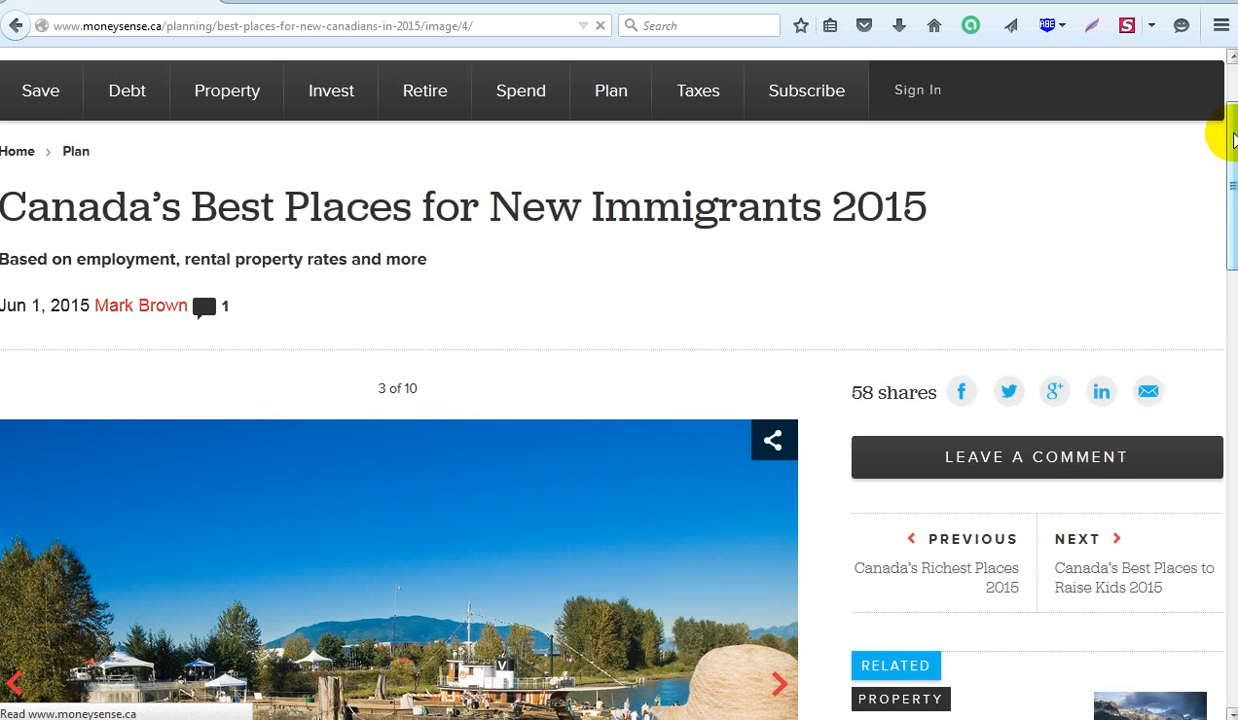 www.moneysense.ca/planning/best-places-for-new-canadians-in-2015/image/4/
Search
ABE
S
Save Debt Property Invest Retire Spend Plan Taxes Subscribe Sign In
Home > Plan
Canada's Best Places for New Immigrants 2015
Based on employment, rental property rates and more
Jun 1, 2015 Mark Brown 1
3 of 10
58 shares
LEAVE A COMMENT
PREVIOUS
Canada's Richest Places
2015
NEXT
Canada's Best Places to
Raise Kids 2015
RELATED
PROPERTY
V
Read www.moneysense.ca